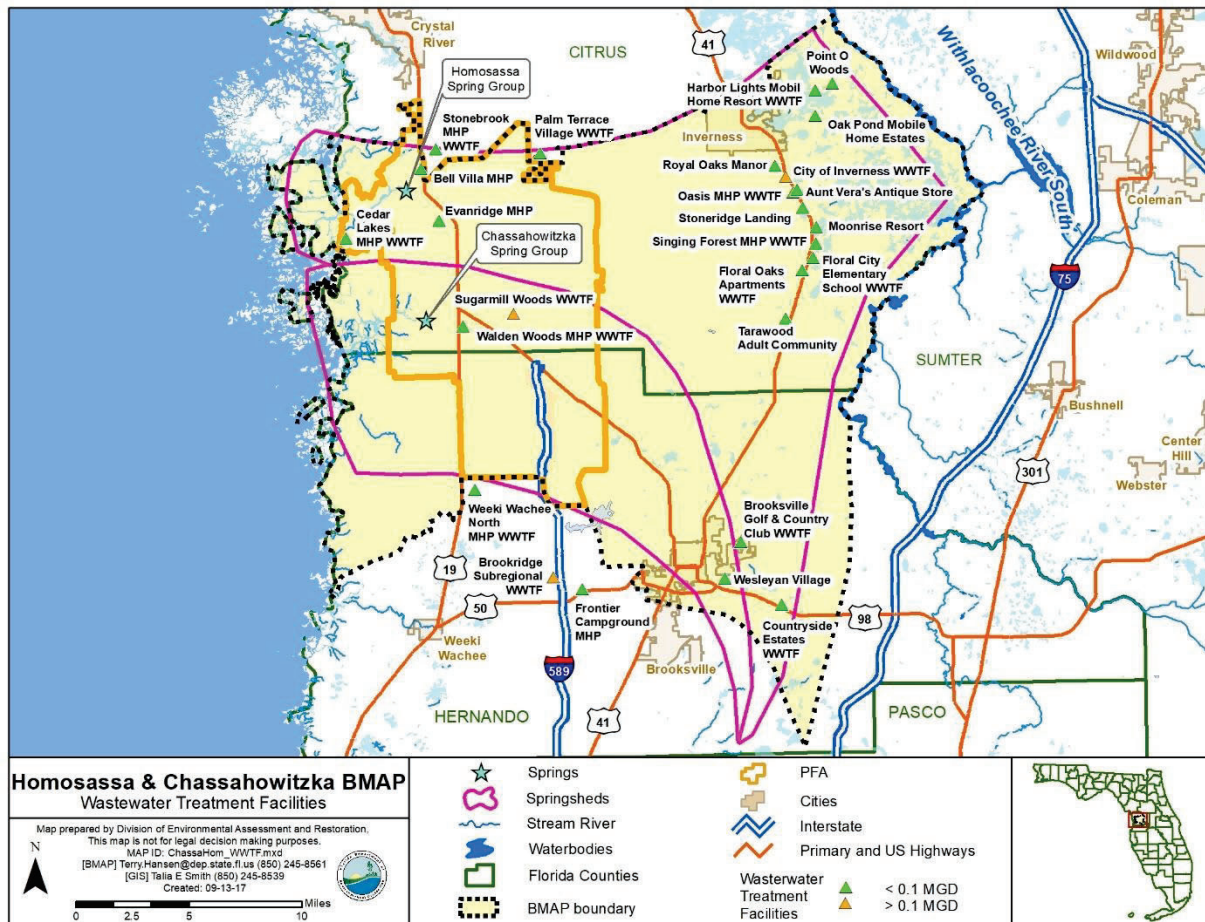 Crystal
River
CITRUS
41
Wildwood
Point O
Woods
Homosassa
Spring Group
Harbor Lights Mobil
Home Resort WWTF
Withlacoochee River South
Stonebrook
MHP
WWTF
Palm Terrace
Village WWTF
Inverness
Oak Pond Mobile
Home Estates
Royal Oaks Manor
City of Inverness WWTF
Bell Villa MHP
Oasis MHP WWTF
Aunt Vera's Antique Store
Coleman
Cedar
Lakes
MHP WWTF
Evanridge MHP
Stoneridge Landing
Moonrise Resort
Chassahowitzka
Spring Group
Singing Forest MHP WWTF
Floral City
Elementary
School WWTF
Floral Oaks
Apartments
WWTF
75
Sugarmill Woods WWTF
Walden Woods MHP WWTF
Tarawood
Adult Community
SUMTER
Bushnell
Center
Hill
301
Webster
Weeki Wachee
North
MHP WWTF
Brooksville
Golf & Country
Club WWTF
19
Brookridge
Subregional
WWTF
Wesleyan Village
50
Frontier
Campground
MHP
Countryside
Estates
WWTF
98
Weeki
Wachee
589
Brooksville
HERNANDO
41
PASCO
Homosassa & Chassahowitzka BMAP
Wastewater Treatment Facilities
Map prepared by Division of Environmental Assessment and Restoration.
This map is not for legal decision making purposes.
MAP ID: ChassaHom_WWTF.mxd
[BMAP] Terry.Hansen@dep.state.fl.us (850) 245-8561
[GIS] Talia E Smith (850) 245-8539
Created: 09-13-17
N
Miles
0 2.5 5 10
Springs
Springsheds
Stream River
Waterbodies
Florida Counties
BMAP boundary
PFA
Cities
Interstate
Primary and US Highways
Wasterwater
Treatment
Facilities
< 0.1 MGD
> 0.1 MGD